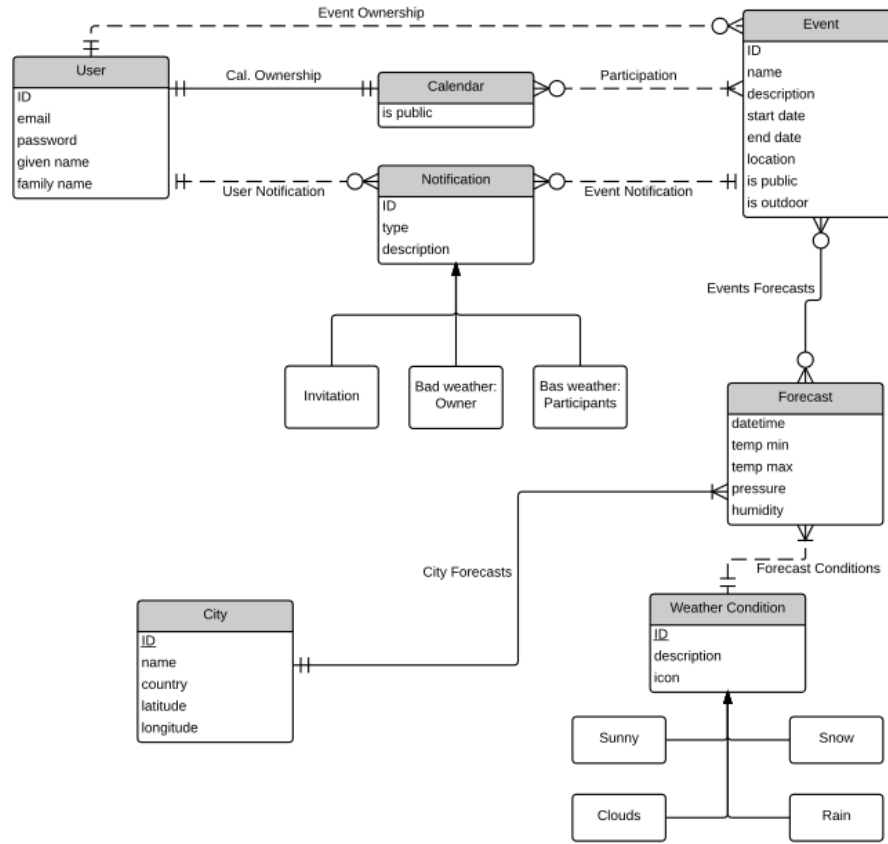 Event Ownership
Event
ID
name
description
start date
end date
location
is public
is outdoor
User
ID
email
password
given name
family name
Cal. Ownership
Calendar
is public
Participation
User Notification
Notification
ID
type
description
Event Notification
Events Forecasts
Invitation
Bad weather:
Owner
Bas weather:
Participants
Forecast
datetime
temp min
temp max
pressure
humidity
City Forecasts
Forecast Conditions
City
ID
name
country
latitude
longitude
Weather Condition
ID
description
icon
Sunny
Snow
Clouds
Rain